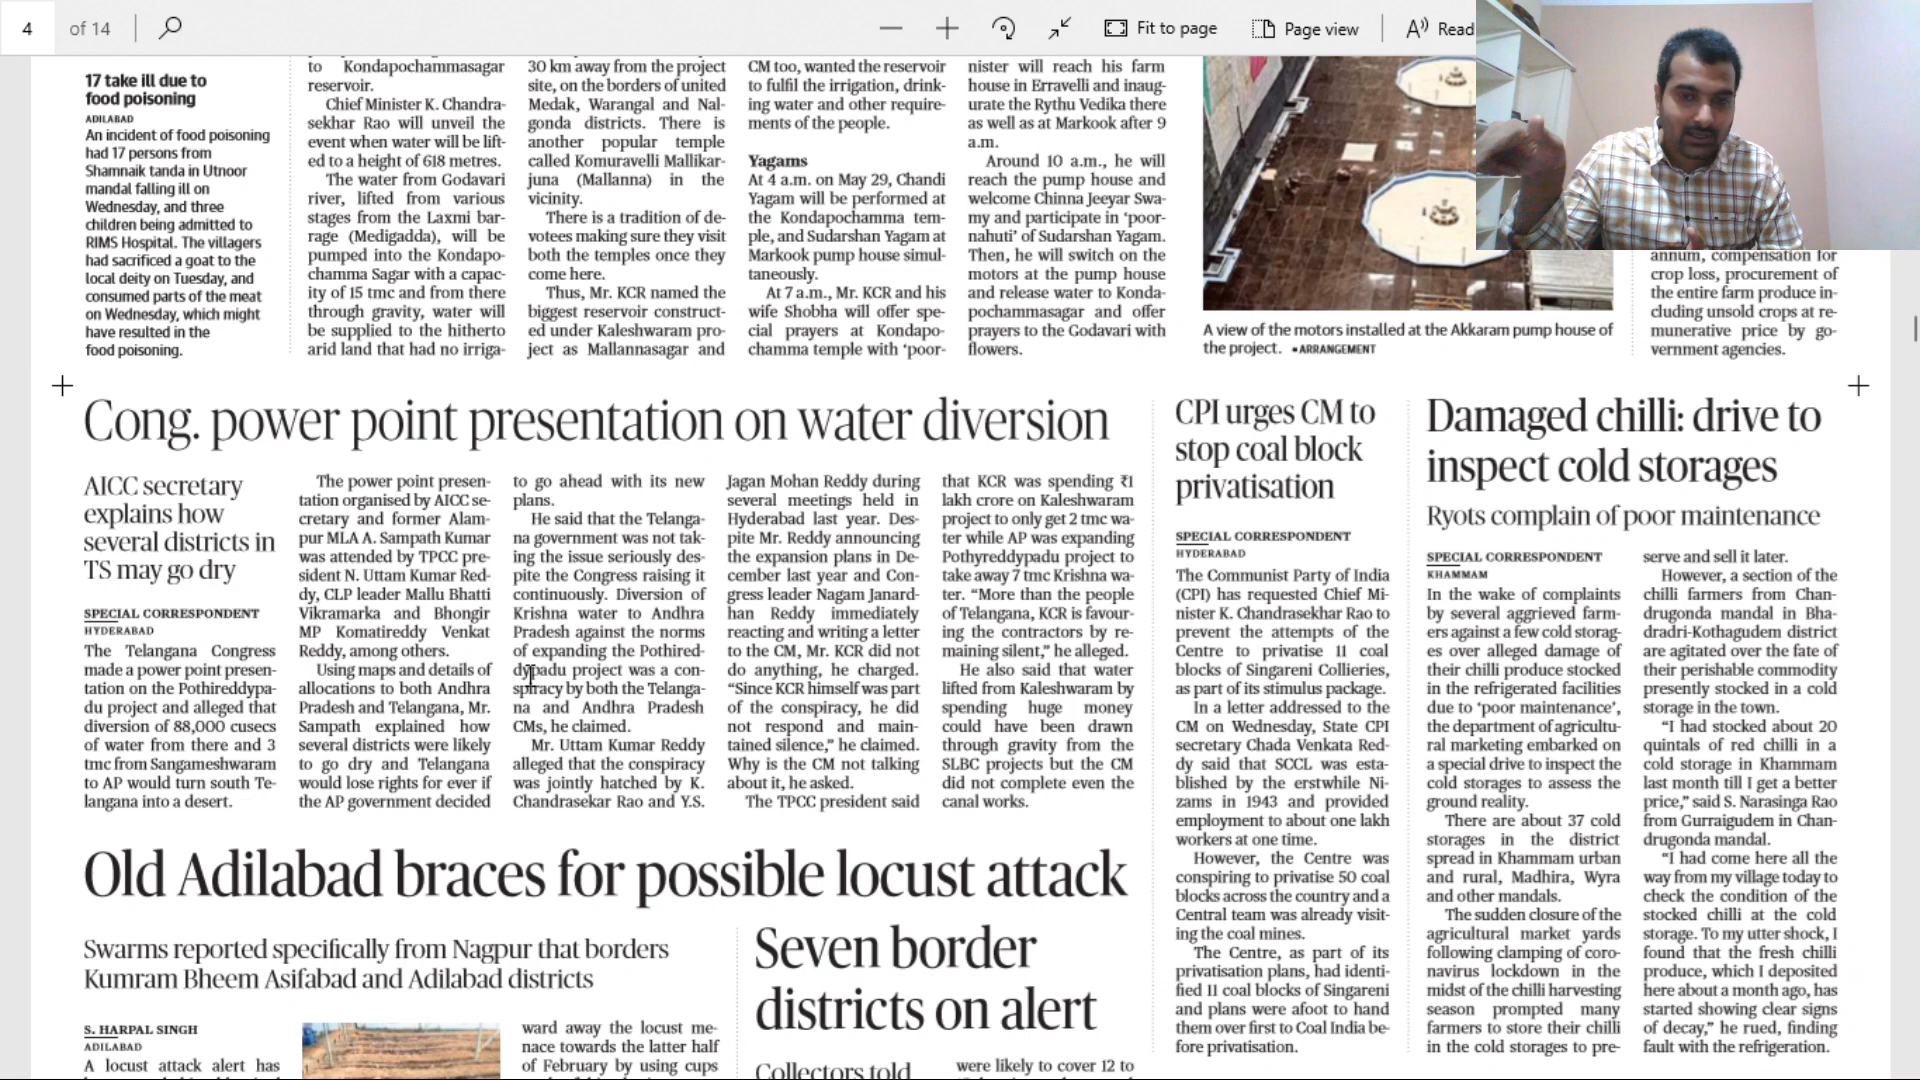 4
of 14
Fit to page
Page view
Read
17 take ill due to
food poisoning
ADILABAD
An incident of food poisoning
had 17 persons from
Shamnaik tanda in Utnoor
mandal falling ill on
Wednesday, and three
children being admitted to
RIMS Hospital. The villagers
had sacrificed a goat to the
local deity on Tuesday, and
consumed parts of the meat
on Wednesday, which might
have resulted in the
food poisoning.
to Kondapochammasagar
reservoir.
Chief Minister K. Chandra-
sekhar Rao will unveil the
event when water will be lift-
ed to a height of 618 metres.
The water from Godavari
river, lifted from various
stages from the Laxmi bar-
rage (Medigadda), will be
pumped into the Kondapo-
chamma Sagar with a capac-
ity of 15 tmc and from there
through gravity, water will
be supplied to the hitherto
arid land that had no irriga-
30 km away from the project
site, on the borders of united
Medak, Warangal and Nal-
gonda districts. There is
another popular temple
called Komuravelli Mallikar-
juna (Mallanna) in the
vicinity.
There is a tradition of de-
votees making sure they visit
both the temples once they
come here.
Thus, Mr. KCR named the
biggest reservoir construct-
ed under Kaleshwaram pro-
ject as Mallannasagar and
CM too, wanted the reservoir
to fulfil the irrigation, drink-
ing water and other require-
ments of the people.
Yagams
At 4 a.m. on May 29, Chandi
Yagam will be performed at
the Kondapochamma tem-
ple, and Sudarshan Yagam at
Markook pump house simul-
taneously.
At 7 a.m., Mr. KCR and his
wife Shobha will offer spe-
cial prayers at Kondapo-
chamma temple with ‘poor-
nister will reach his farm
house in Erravelli and inaug-
urate the Rythu Vedika there
as well as at Markook after 9
a.m.
Around 10 a.m., he will
reach the pump house and
welcome Chinna Jeeyar Swa-
my and participate in ‘poor-
nahuti’ of Sudarshan Yagam.
Then, he will switch on the
motors at the pump house
and release water to Konda-
pochammasagar and offer
prayers to the Godavari with
flowers.
A view of the motors installed at the Akkaram pump house of
the project. •ARRANGEMENT
annum, compensation for
crop loss, procurement of
the entire farm produce in-
cluding unsold crops at re-
munerative price by go-
vernment agencies.
Cong. power point presentation on water diversion
AICC secretary
explains how
several districts in
TS may go dry
SPECIAL CORRESPONDENT
HYDERABAD
The Telangana Congress
made a power point presen-
tation on the Pothireddypa-
du project and alleged that
diversion of 88,000 cusecs
of water from there and 3
tmc from Sangameshwaram
to AP would turn south Te-
langana into a desert.
The power point presen-
tation organised by AICC se-
cretary and former Alam-
pur MLA A. Sampath Kumar
was attended by TPCC pre-
sident N. Uttam Kumar Red-
dy, CLP leader Mallu Bhatti
Vikramarka and Bhongir
MP Komatireddy Venkat
Reddy, among others.
Using maps and details of
allocations to both Andhra
Pradesh and Telangana, Mr.
Sampath explained how
several districts were likely
to go dry and Telangana
would lose rights for ever if
the AP government decided
to go ahead with its new
plans.
He said that the Telanga-
na government was not tak-
ing the issue seriously des-
pite the Congress raising it
continuously. Diversion of
Krishna water to Andhra
Pradesh against the norms
of expanding the Pothired-
dypadu project was a con-
spiracy by both the Telanga-
na and Andhra Pradesh
CMs, he claimed.
Mr. Uttam Kumar Reddy
alleged that the conspiracy
was jointly hatched by K.
Chandrasekar Rao and Y.S.
Jagan Mohan Reddy during
several meetings held in
Hyderabad last year. Des-
pite Mr. Reddy announcing
the expansion plans in De-
cember last year and Con-
gress leader Nagam Janard-
han Reddy immediately
reacting and writing a letter
to the CM, Mr. KCR did not
do anything, he charged.
“Since KCR himself was part
of the conspiracy, he did
not respond and main-
tained silence,” he claimed.
Why is the CM not talking
about it, he asked.
The TPCC president said
that KCR was spending ₹1
lakh crore on Kaleshwaram
project to only get 2 tmc wa-
ter while AP was expanding
Pothyreddypadu project to
take away 7 tmc Krishna wa-
ter. “More than the people
of Telangana, KCR is favour-
ing the contractors by re-
maining silent,” he alleged.
He also said that water
lifted from Kaleshwaram by
spending huge money
could have been drawn
through gravity from the
SLBC projects but the CM
did not complete even the
canal works.
CPI urges CM to
stop coal block
privatisation
SPECIAL CORRESPONDENT
HYDERABAD
The Communist Party of India
(CPI) has requested Chief Mi-
nister K. Chandrasekhar Rao to
prevent the attempts of the
Centre to privatise 11 coal
blocks of Singareni Collieries,
as part of its stimulus package.
In a letter addressed to the
CM on Wednesday, State CPI
secretary Chada Venkata Red-
dy said that SCCL was esta-
blished by the erstwhile Ni-
zams in 1943 and provided
employment to about one lakh
workers at one time.
However, the Centre was
conspiring to privatise 50 coal
blocks across the country and a
Central team was already visit-
ing the coal mines.
The Centre, as part of its
privatisation plans, had identi-
fied 11 coal blocks of Singareni
and plans were afoot to hand
them over first to Coal India be-
fore privatisation.
Damaged chilli: drive to
inspect cold storages
Ryots complain of poor maintenance
SPECIAL CORRESPONDENT
KHAMMAM
In the wake of complaints
by several aggrieved farm-
ers against a few cold storag-
es over alleged damage of
their chilli produce stocked
in the refrigerated facilities
due to ‘poor maintenance’,
the department of agricultu-
ral marketing embarked on
a special drive to inspect the
cold storages to assess the
ground reality.
There are about 37 cold
storages in the district
spread in Khammam urban
and rural, Madhira, Wyra
and other mandals.
The sudden closure of the
agricultural market yards
following clamping of coro-
navirus lockdown in the
midst of the chilli harvesting
season prompted many
farmers to store their chilli
in the cold storages to pre-
serve and sell it later.
However, a section of the
chilli farmers from Chan-
drugonda mandal in Bha-
dradri-Kothagudem district
are agitated over the fate of
their perishable commodity
presently stocked in a cold
storage in the town.
“I had stocked about 20
quintals of red chilli in a
cold storage in Khammam
last month till I get a better
price,” said S. Narasinga Rao
from Gurraigudem in Chan-
drugonda mandal.
“I had come here all the
way from my village today to
check the condition of the
stocked chilli at the cold
storage. To my utter shock, I
found that the fresh chilli
produce, which I deposited
here about a month ago, has
started showing clear signs
of decay,” he rued, finding
fault with the refrigeration.
Old Adilabad braces for possible locust attack
Swarms reported specifically from Nagpur that borders
Kumram Bheem Asifabad and Adilabad districts
S. HARPAL SINGH
ADILABAD
A locust attack alert has
ward away the locust me-
nace towards the latter half
of February by using cups
Seven border
districts on alert
Collectors told
were likely to cover 12 to